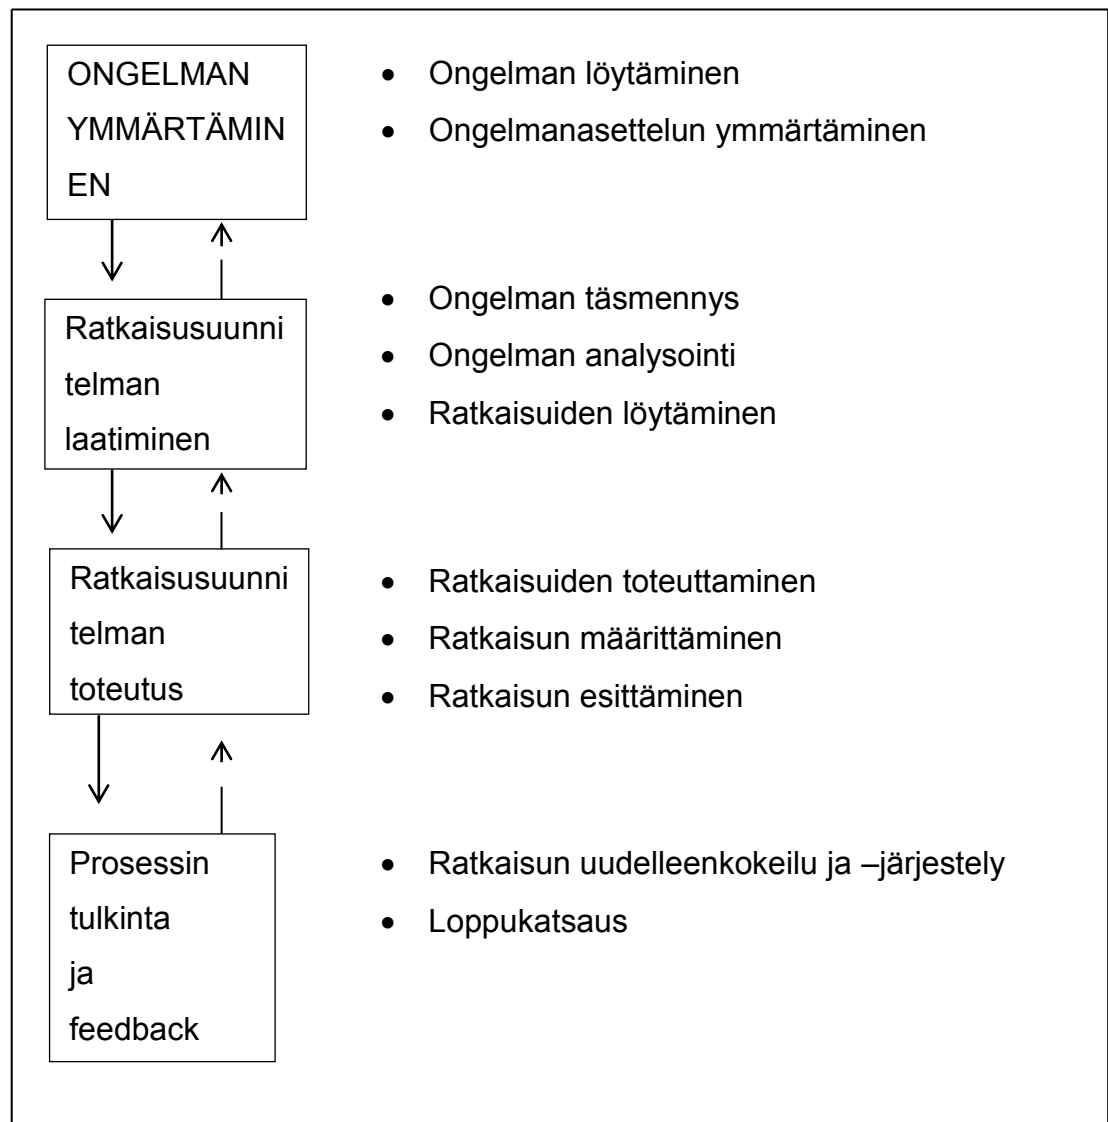 ONGELMAN
YMMÄRTÄMIN
EN
• Ongelman löytäminen
• Ongelmanasettelun ymmärtäminen
Ratkaisusuunni
telman
laatiminen
• Ongelman täsmennys
• Ongelman analysointi
• Ratkaisuiden löytäminen
Ratkaisusuunni
telman
toteutus
• Ratkaisuiden toteuttaminen
• Ratkaisun määrittäminen
• Ratkaisun esittäminen
Prosessin
tulkinta
ja
feedback
• Ratkaisun uudelleenkokeilu ja –järjestely
• Loppukatsaus